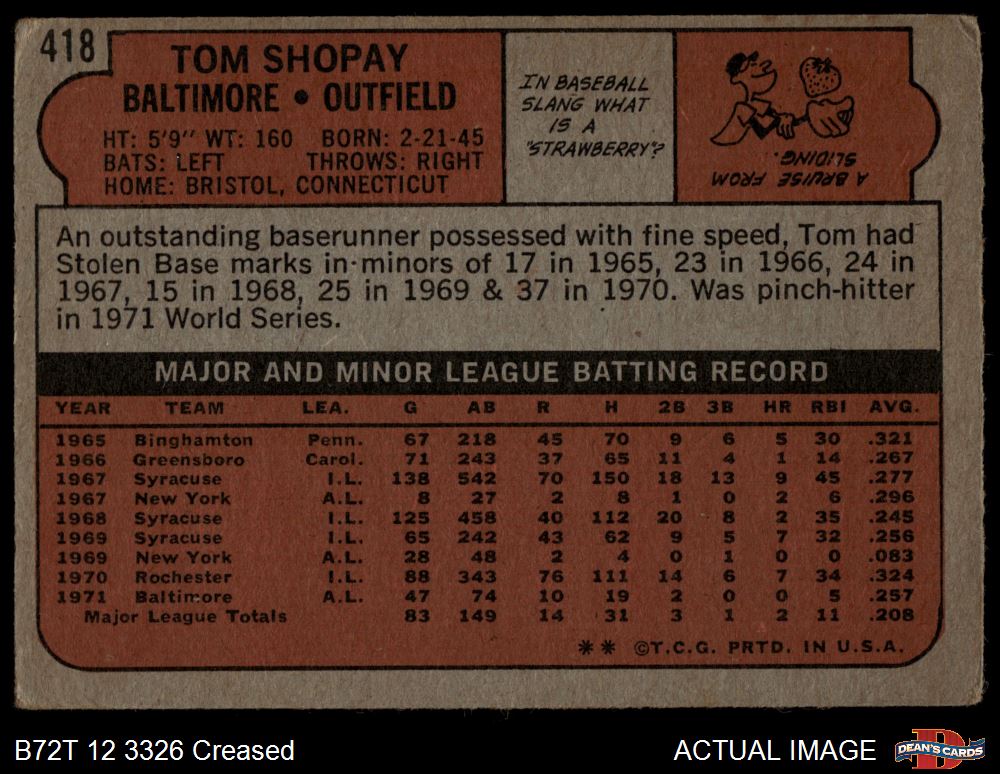 418
TOM SHOPAY
BALTIMORE • OUTFIELD
HT: 5'9" WT: 160 BORN: 2-21-45
BATS: LEFT THROWS: RIGHT
HOME: BRISTOL, CONNECTICUT
IN BASEBALL
SLANG WHAT
IS A
"STRAWBERRY"?
A BRUISE FROM
SLIDING.
An outstanding baserunner possessed with fine speed, Tom had
Stolen Base marks in minors of 17 in 1965, 23 in 1966, 24 in
1967, 15 in 1968, 25 in 1969 & 37 in 1970. Was pinch-hitter
in 1971 World Series.
MAJOR AND MINOR LEAGUE BATTING RECORD
YEAR TEAM LEA. G AB R H 2B 3B HR RBI AVG.
1965 Binghamton Penn. 67 218 45 70 9 6 5 30 .321
1966 Greensboro Carol. 71 243 37 65 11 4 1 14 .267
1967 Syracuse I.L. 138 542 70 150 18 13 9 45 .277
1967 New York A.L. 8 27 2 8 1 0 2 6 .296
1968 Syracuse I.L. 125 458 40 112 20 8 2 35 .245
1969 Syracuse I.L. 65 242 43 62 9 5 7 32 .256
1969 New York A.L. 28 48 2 4 0 1 0 0 .083
1970 Rochester I.L. 88 343 76 111 14 6 7 34 .324
1971 Baltimore A.L. 47 74 10 19 2 0 0 5 .257
Major League Totals 83 149 14 31 3 1 2 11 .208
** ©T.C.G. PRTD. IN U.S.A.
B72T 12 3326 Creased
ACTUAL IMAGE
DEAN'S CARDS